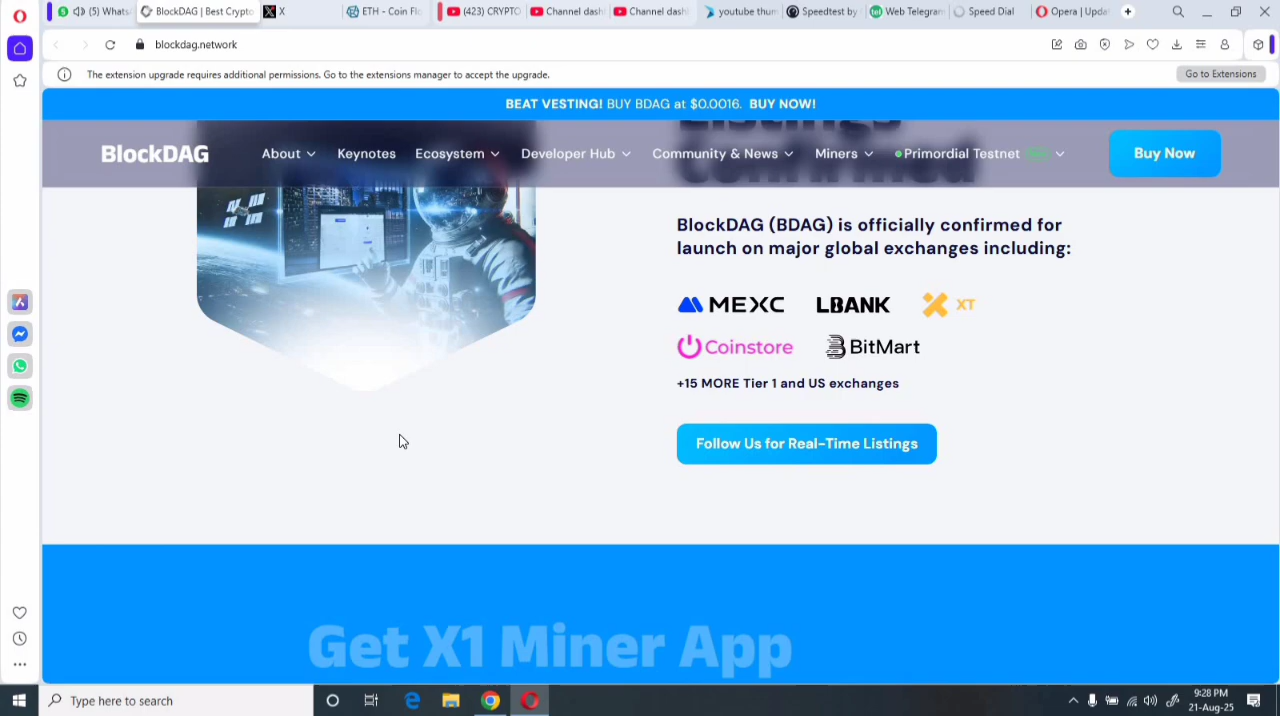 (5) Whats
BlockDAG | Best Crypto
X
ETH - Coin Flo
(423) CRYPTO
Channel dash
Channel dash
youtube thum
Speedtest by
Web Telegram
Speed Dial
Opera | Upda
blockdag.network
The extension upgrade requires additional permissions. Go to the extensions manager to accept the upgrade.
Go to Extensions
BEAT VESTING! BUY BDAG at $0.0016. BUY NOW!
Listings
confirmed
BlockDAG
About
Keynotes
Ecosystem
Developer Hub
Community & News
Miners
Primordial Testnet
Buy Now
BlockDAG (BDAG) is officially confirmed for
launch on major global exchanges including:
MEXC
LBANK
XT
Coinstore
BitMart
+15 MORE Tier 1 and US exchanges
Follow Us for Real-Time Listings
Get X1 Miner App
Type here to search
9:28 PM
21-Aug-25